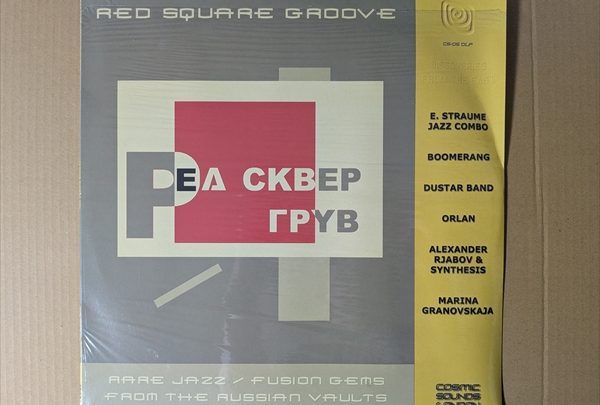 RED SQUARE GROOVE
РЕД СКВЕР
ГРУВ
RARE JAZZ / FUSION GEMS
FROM THE RUSSIAN VAULTS
E. STRAUME
JAZZ COMBO
BOOMERANG
DUSTAR BAND
ORLAN
ALEXANDER
RJABOV &
SYNTHESIS
MARINA
GRANOVSKAJA
COSMIC
SOUNDS
LONDON